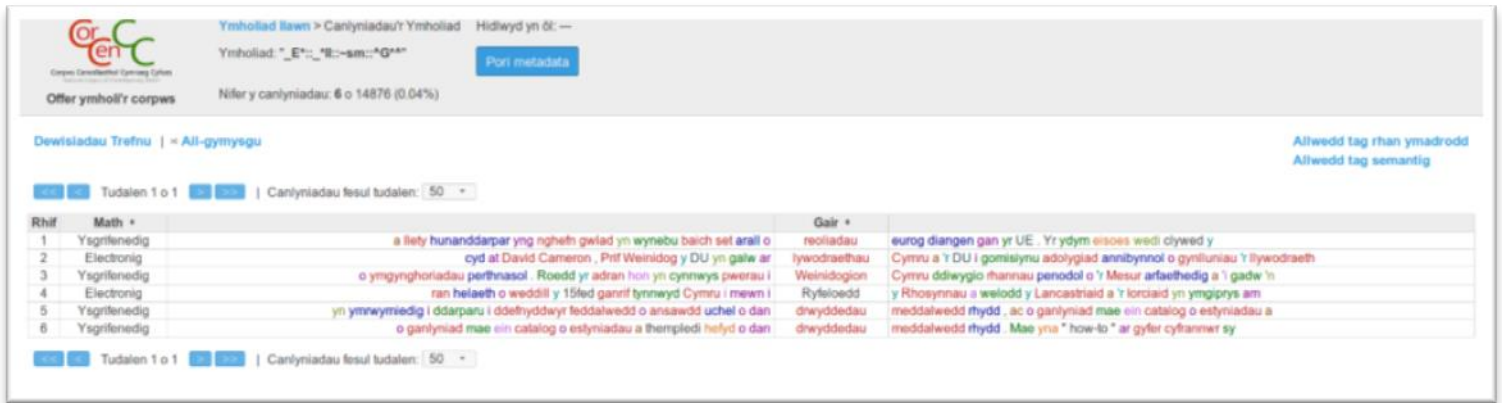 CorCenCC
Corpws Cenedlaethol Cymraeg Cyfoes
Offer ymholi'r corpws
Ymholiad llawn > Canlyniadau'r Ymholiad Hidlwyd yn ôl: ---
Ymholiad: "_E*::_*ll::~sm::^G^*"
Pori metadata
Nifer y canlyniadau: 6 o 14876 (0.04%)
Dewisiadau Trefnu | Ail-gymysgu
Allwedd tag rhan ymadrodd
Allwedd tag semantig
<< < Tudalen 1 o 1 > >> | Canlyniadau fesul tudalen: 50
Rhif Math Gair
1 Ysgrifenedig a llety hunanddarpar yng nghefn gwlad yn wynebu baich set arall o reoliadau eurog diangen gan yr UE . Yr ydym eisoes wedi clywed y
2 Electronig cyd at David Cameron , Prif Weinidog y DU yn galw ar lywodraethau Cymru a 'r DU i gomisiynu adolygiad annibynnol o gynlluniau 'r llywodraeth
3 Ysgrifenedig o ymgynghoriadau perthnasol . Roedd yr adran hon yn cynnwys pwerau i Weinidogion Cymru ddiwygio rhannau penodol o 'r Mesur arfaethedig a 'i gadw 'n
4 Electronig ran helaeth o weddill y 15fed ganrif tynnwyd Cymru i mewn i Ryfeloedd y Rhosynnau a welodd y Lancastriaid a 'r Iorciaid yn ymgiprys am
5 Ysgrifenedig yn ymrwymiedig i ddarparu i ddefnyddwyr feddalwedd o ansawdd uchel o dan drwyddedau meddalwedd rhydd , ac o ganlyniad mae ein catalog o estyniadau a
6 Ysgrifenedig o ganlyniad mae ein catalog o estyniadau a thempledi hefyd o dan drwyddedau meddalwedd rhydd . Mae yna " how-to " ar gyfer cyfrannwr sy
<< < Tudalen 1 o 1 > >> | Canlyniadau fesul tudalen: 50